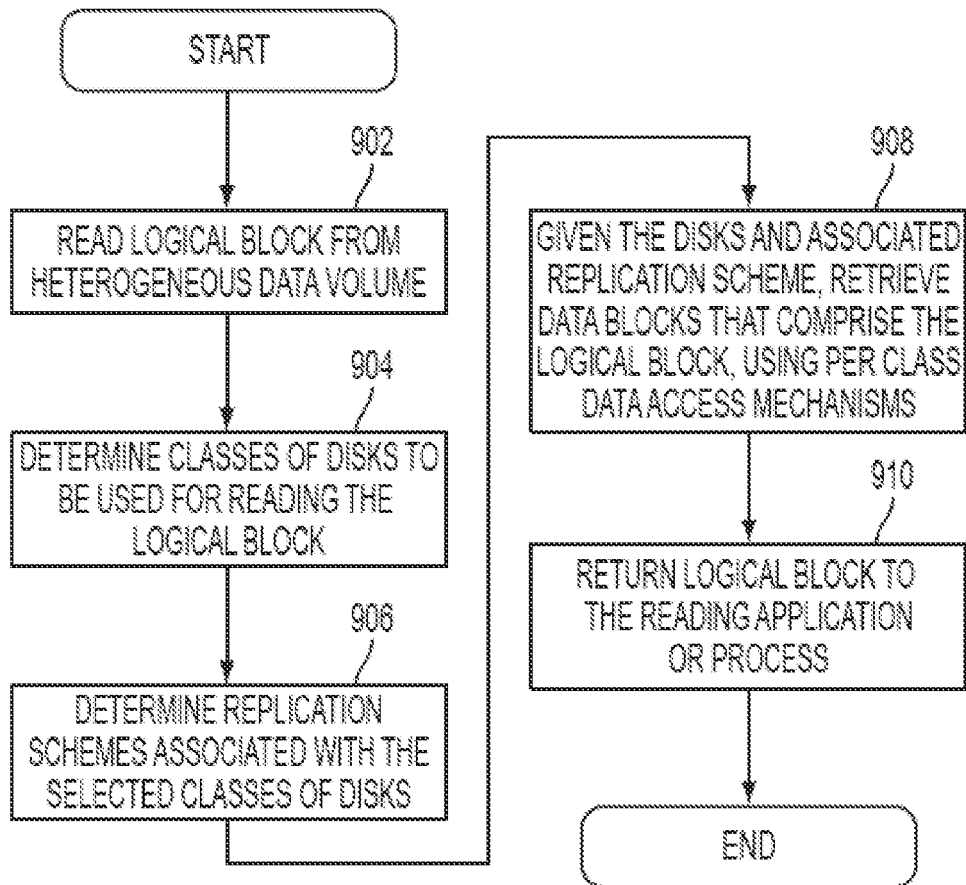 START
902
READ LOGICAL BLOCK FROM
HETEROGENEOUS DATA VOLUME
904
DETERMINE CLASSES OF DISKS TO
BE USED FOR READING THE
LOGICAL BLOCK
906
DETERMINE REPLICATION
SCHEMES ASSOCIATED WITH THE
SELECTED CLASSES OF DISKS
908
GIVEN THE DISKS AND ASSOCIATED
REPLICATION SCHEME, RETRIEVE
DATA BLOCKS THAT COMPRISE THE
LOGICAL BLOCK, USING PER CLASS
DATA ACCESS MECHANISMS
910
RETURN LOGICAL BLOCK TO
THE READING APPLICATION
OR PROCESS
END